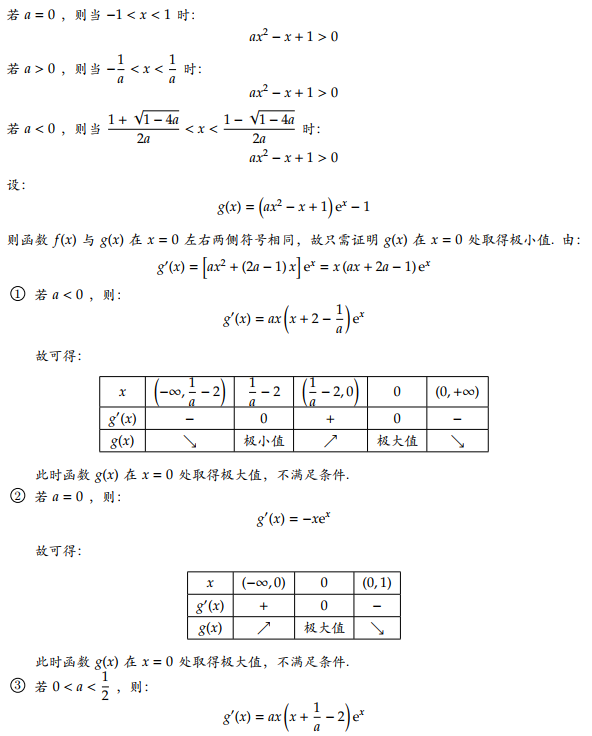 若 a = 0 ，则当 −1 < x < 1 时：
ax² − x + 1 > 0
若 a > 0 ，则当 −1/a < x < 1/a 时：
ax² − x + 1 > 0
若 a < 0 ，则当 (1 + √(1 − 4a))/(2a) < x < (1 − √(1 − 4a))/(2a) 时：
ax² − x + 1 > 0
设：
g(x) = (ax² − x + 1) eˣ − 1
则函数 f(x) 与 g(x) 在 x = 0 左右两侧符号相同，故只需证明 g(x) 在 x = 0 处取得极小值. 由：
g′(x) = [ax² + (2a − 1) x] eˣ = x (ax + 2a − 1) eˣ
① 若 a < 0 ，则：
g′(x) = ax (x + 2 − 1/a) eˣ
故可得：
x (−∞, 1/a − 2) 1/a − 2 (1/a − 2, 0) 0 (0, +∞)
g′(x) − 0 + 0 −
g(x) ↘ 极小值 ↗ 极大值 ↘
此时函数 g(x) 在 x = 0 处取得极大值，不满足条件.
② 若 a = 0 ，则：
g′(x) = −xeˣ
故可得：
x (−∞, 0) 0 (0, 1)
g′(x) + 0 −
g(x) ↗ 极大值 ↘
此时函数 g(x) 在 x = 0 处取得极大值，不满足条件.
③ 若 0 < a < 1/2 ，则：
g′(x) = ax (x + 1/a − 2) eˣ